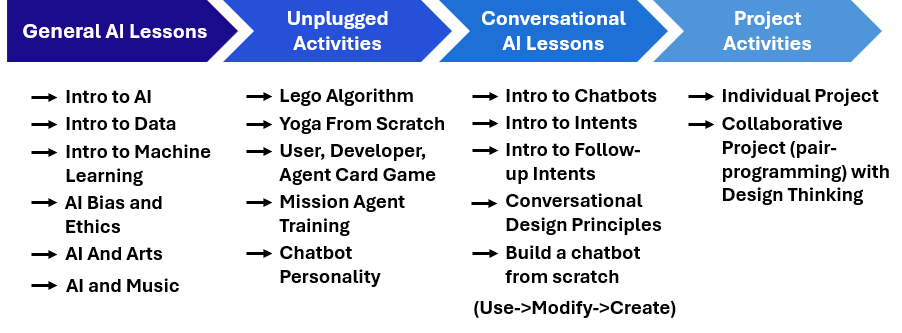 General AI Lessons
Unplugged
Activities
Conversational
AI Lessons
Project
Activities
Intro to AI
Intro to Data
Intro to Machine
Learning
AI Bias and
Ethics
AI And Arts
AI and Music
Lego Algorithm
Yoga From Scratch
User, Developer,
Agent Card Game
Mission Agent
Training
Chatbot
Personality
Intro to Chatbots
Intro to Intents
Intro to Follow-
up Intents
Conversational
Design Principles
Build a chatbot
from scratch
(Use->Modify->Create)
Individual Project
Collaborative
Project (pair-
programming) with
Design Thinking